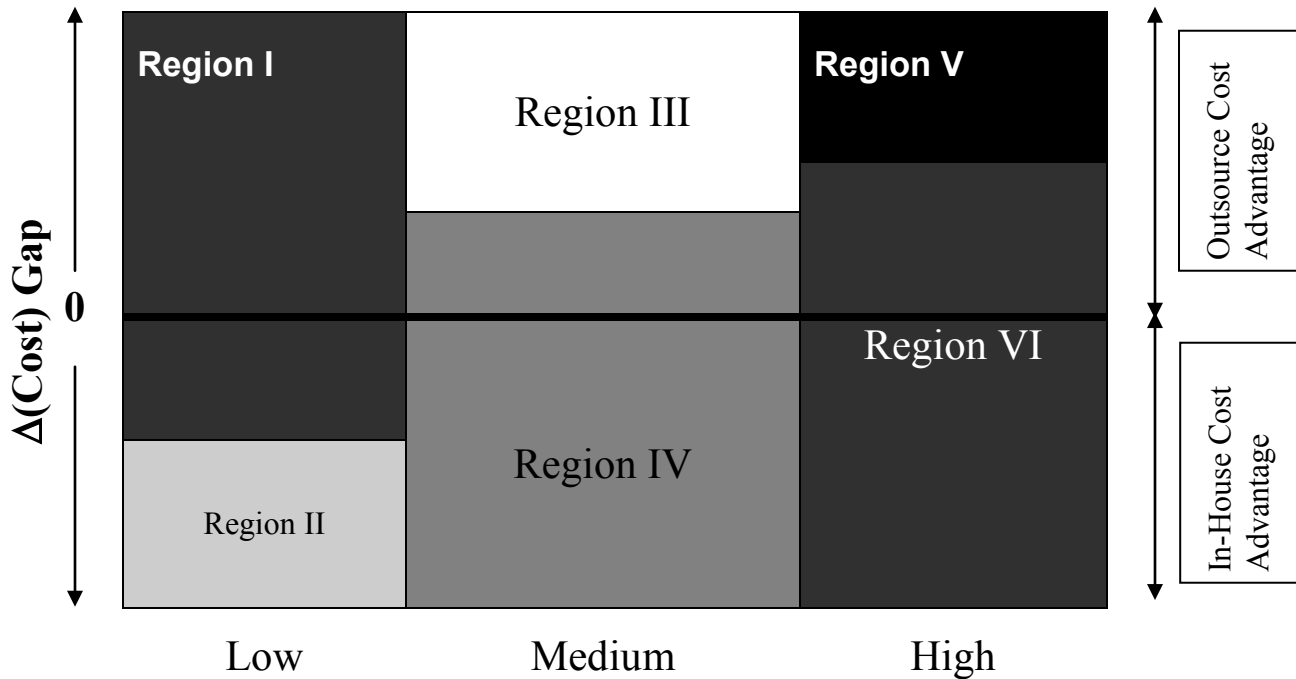 Region I
Region III
Region V
Outsource Cost
Advantage
Δ(Cost) Gap
0
Region VI
Region IV
Region II
In-House Cost
Advantage
Low
Medium
High